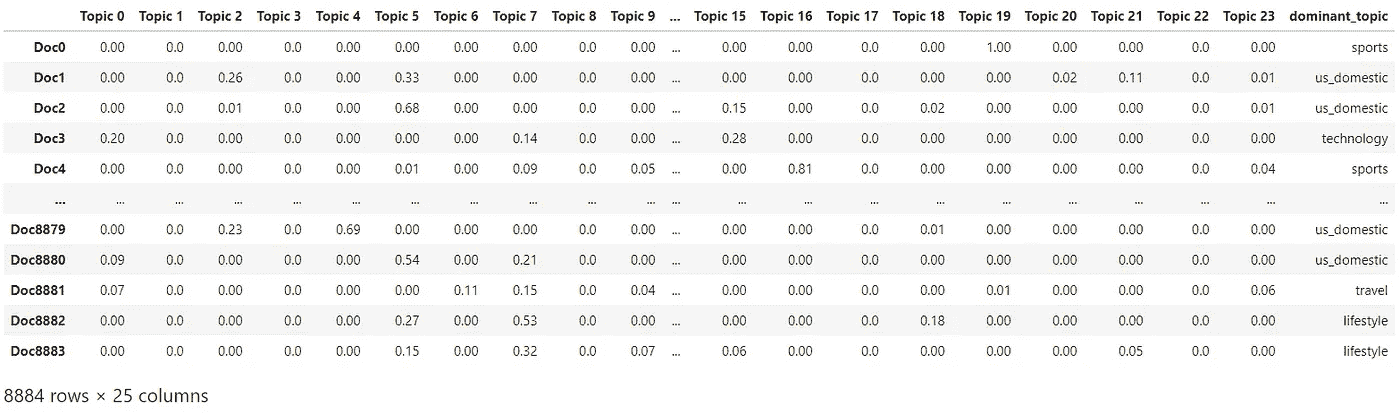 Topic 0 Topic 1 Topic 2 Topic 3 Topic 4 Topic 5 Topic 6 Topic 7 Topic 8 Topic 9 ... Topic 15 Topic 16 Topic 17 Topic 18 Topic 19 Topic 20 Topic 21 Topic 22 Topic 23 dominant_topic
Doc0 0.00 0.0 0.00 0.0 0.00 0.00 0.00 0.00 0.0 0.00 ... 0.00 0.00 0.0 0.00 1.00 0.00 0.00 0.0 0.00 sports
Doc1 0.00 0.0 0.26 0.0 0.00 0.33 0.00 0.00 0.0 0.00 ... 0.00 0.00 0.0 0.00 0.00 0.02 0.11 0.0 0.01 us_domestic
Doc2 0.00 0.0 0.01 0.0 0.00 0.68 0.00 0.00 0.0 0.00 ... 0.15 0.00 0.0 0.02 0.00 0.00 0.00 0.0 0.01 us_domestic
Doc3 0.20 0.0 0.00 0.0 0.00 0.00 0.00 0.14 0.0 0.00 ... 0.28 0.00 0.0 0.00 0.00 0.00 0.00 0.0 0.00 technology
Doc4 0.00 0.0 0.00 0.0 0.00 0.01 0.00 0.09 0.0 0.05 ... 0.00 0.81 0.0 0.00 0.00 0.00 0.00 0.0 0.04 sports
... ... ... ... ... ... ... ... ... ... ... ... ... ... ... ... ... ... ... ... ... ...
Doc8879 0.00 0.0 0.23 0.0 0.69 0.00 0.00 0.00 0.0 0.00 ... 0.00 0.00 0.0 0.01 0.00 0.00 0.00 0.0 0.00 us_domestic
Doc8880 0.09 0.0 0.00 0.0 0.00 0.54 0.00 0.21 0.0 0.00 ... 0.00 0.00 0.0 0.00 0.00 0.00 0.00 0.0 0.00 us_domestic
Doc8881 0.07 0.0 0.00 0.0 0.00 0.00 0.11 0.15 0.0 0.04 ... 0.00 0.00 0.0 0.00 0.01 0.00 0.00 0.0 0.06 travel
Doc8882 0.00 0.0 0.00 0.0 0.00 0.27 0.00 0.53 0.0 0.00 ... 0.00 0.00 0.0 0.18 0.00 0.00 0.00 0.0 0.00 lifestyle
Doc8883 0.00 0.0 0.00 0.0 0.00 0.15 0.00 0.32 0.0 0.07 ... 0.06 0.00 0.0 0.00 0.00 0.00 0.05 0.0 0.00 lifestyle
8884 rows × 25 columns